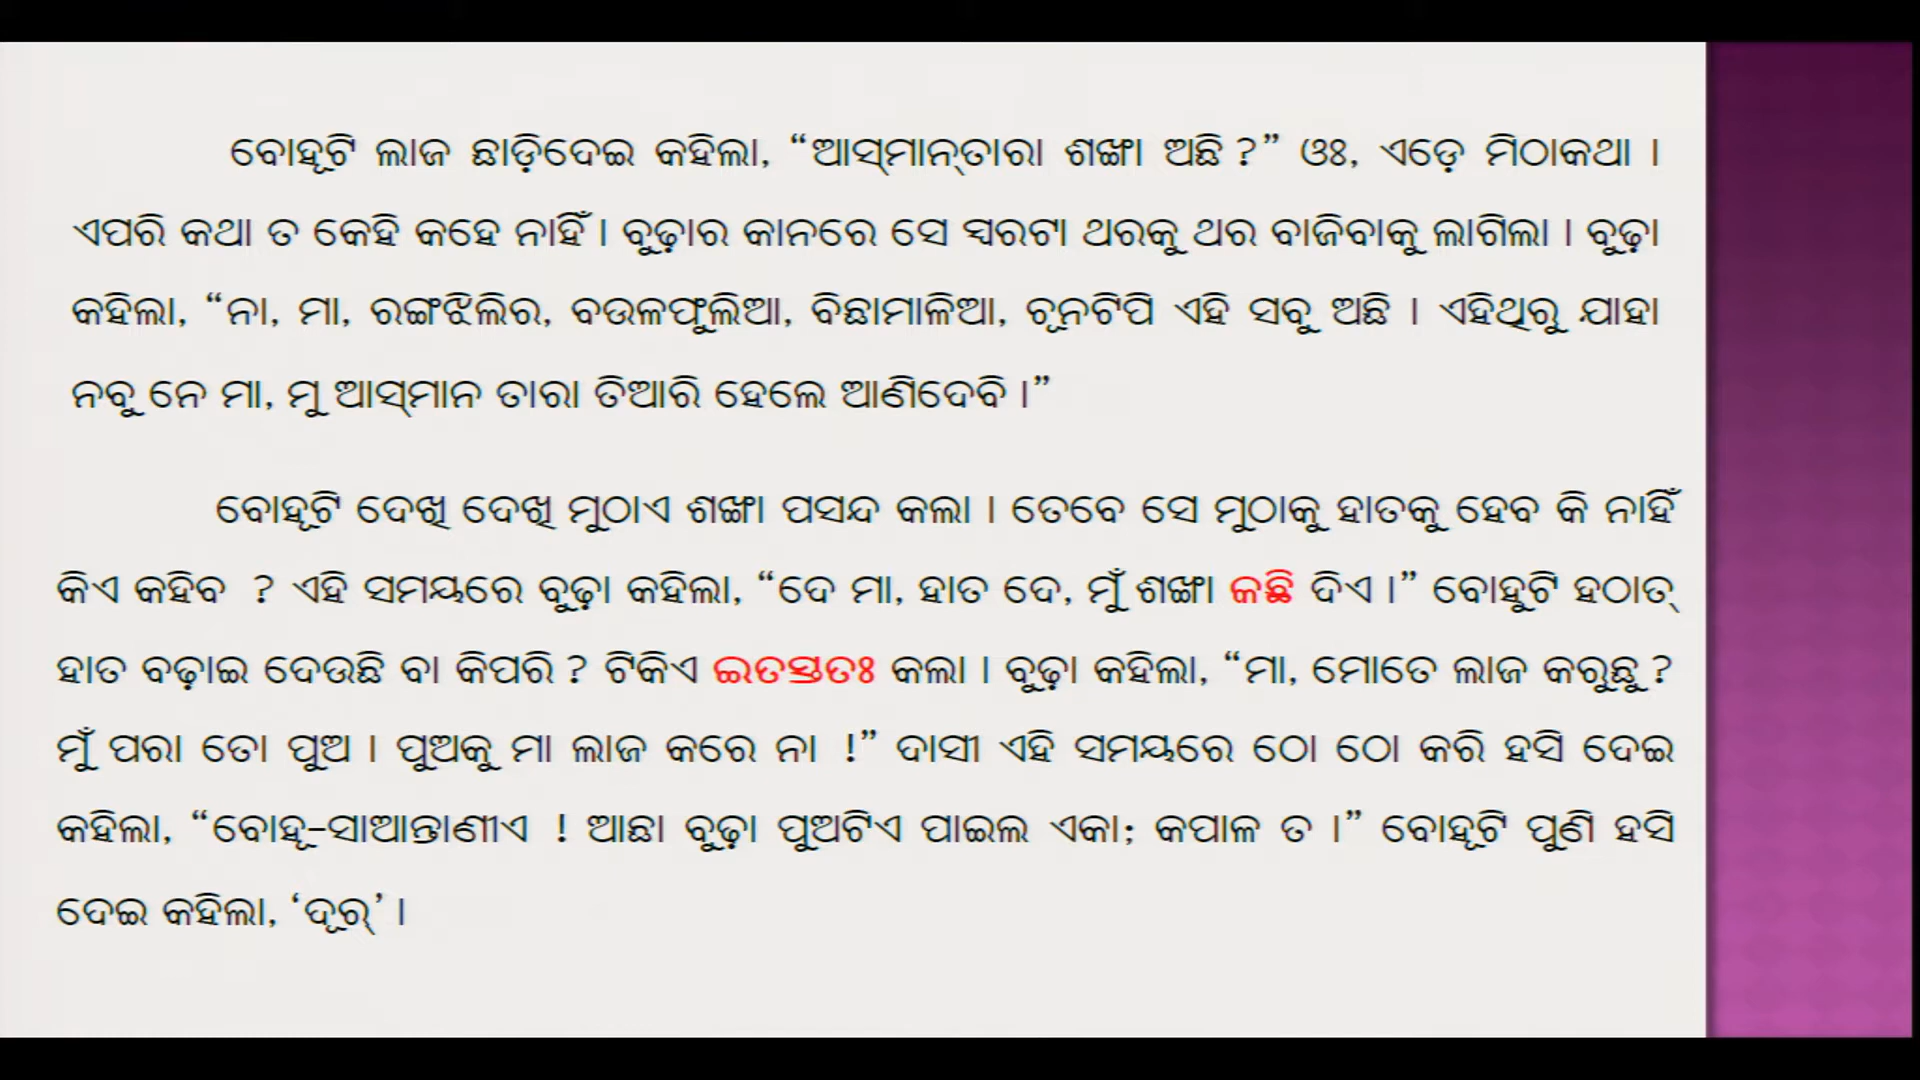 ବୋହୂଟି ଲାଜ ଛାଡ଼ିଦେଇ କହିଲା, “ଆସ୍‌ମାନ୍‌ତାରା ଶଙ୍ଖା ଅଛି ?” ଓଃ, ଏଡ଼େ ମିଠାକଥା ।
ଏପରି କଥା ତ କେହି କହେ ନାହିଁ । ବୁଢ଼ାର କାନରେ ସେ ସ୍ୱରଟା ଥରକୁ ଥର ବାଜିବାକୁ ଲାଗିଲା । ବୁଢ଼ା
କହିଲା, “ନା, ମା, ରଙ୍ଗଝିଲିର, ବଉଳଫୁଲିଆ, ବିଛାମାଳିଆ, ଚୂନଟିପି ଏହି ସବୁ ଅଛି । ଏହିଥିରୁ ଯାହା
ନବୁ ନେ ମା, ମୁ ଆସ୍‌ମାନ ତାରା ତିଆରି ହେଲେ ଆଣିଦେବି ।”
ବୋହୂଟି ଦେଖି ଦେଖି ମୁଠାଏ ଶଙ୍ଖା ପସନ୍ଦ କଲା । ତେବେ ସେ ମୁଠାକୁ ହାତକୁ ହେବ କି ନାହିଁ
କିଏ କହିବ ? ଏହି ସମୟରେ ବୁଢ଼ା କହିଲା, “ଦେ ମା, ହାତ ଦେ, ମୁଁ ଶଙ୍ଖା କଛି ଦିଏ ।” ବୋହୁଟି ହଠାତ୍
ହାତ ବଢ଼ାଇ ଦେଉଛି ବା କିପରି ? ଟିକିଏ ଇତସ୍ତତଃ କଲା । ବୁଢ଼ା କହିଲା, “ମା, ମୋତେ ଲାଜ କରୁଛୁ ?
ମୁଁ ପରା ତୋ ପୁଅ । ପୁଅକୁ ମା ଲାଜ କରେ ନା !” ଦାସୀ ଏହି ସମୟରେ ଠୋ ଠୋ କରି ହସି ଦେଇ
କହିଲା, “ବୋହୂ-ସାଆନ୍ତାଣୀଏ ! ଆଛା ବୁଢ଼ା ପୁଅଟିଏ ପାଇଲ ଏକା; କପାଳ ତ ।” ବୋହୂଟି ପୁଣି ହସି
ଦେଇ କହିଲା, ‘ଦୂର୍’ ।